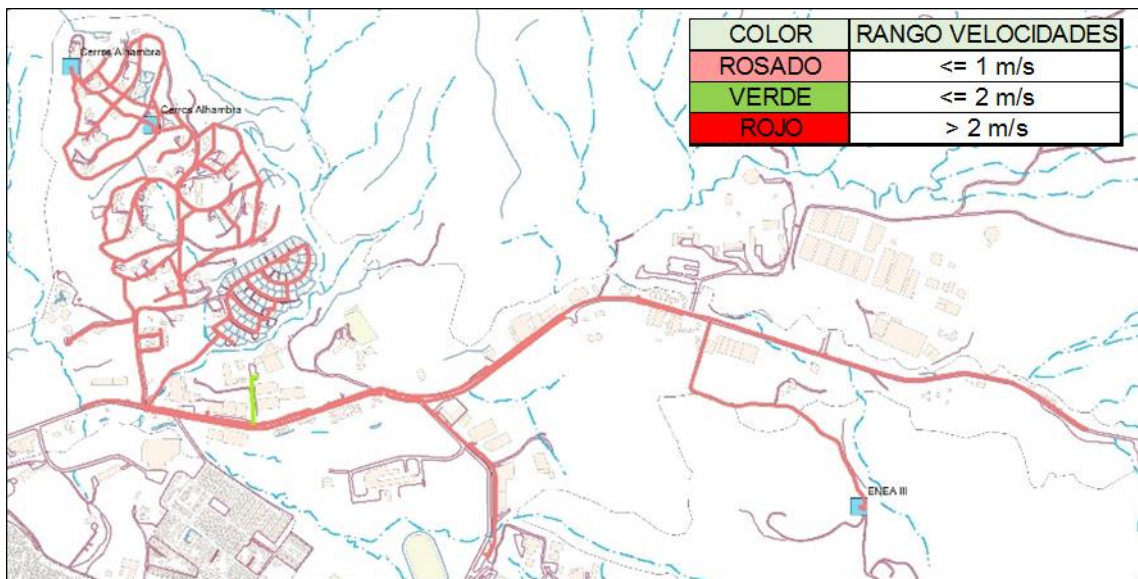 COLOR RANGO VELOCIDADES
ROSADO <= 1 m/s
VERDE <= 2 m/s
ROJO > 2 m/s
Cerros Alhambra
Cerros Alhambra
ENEA III